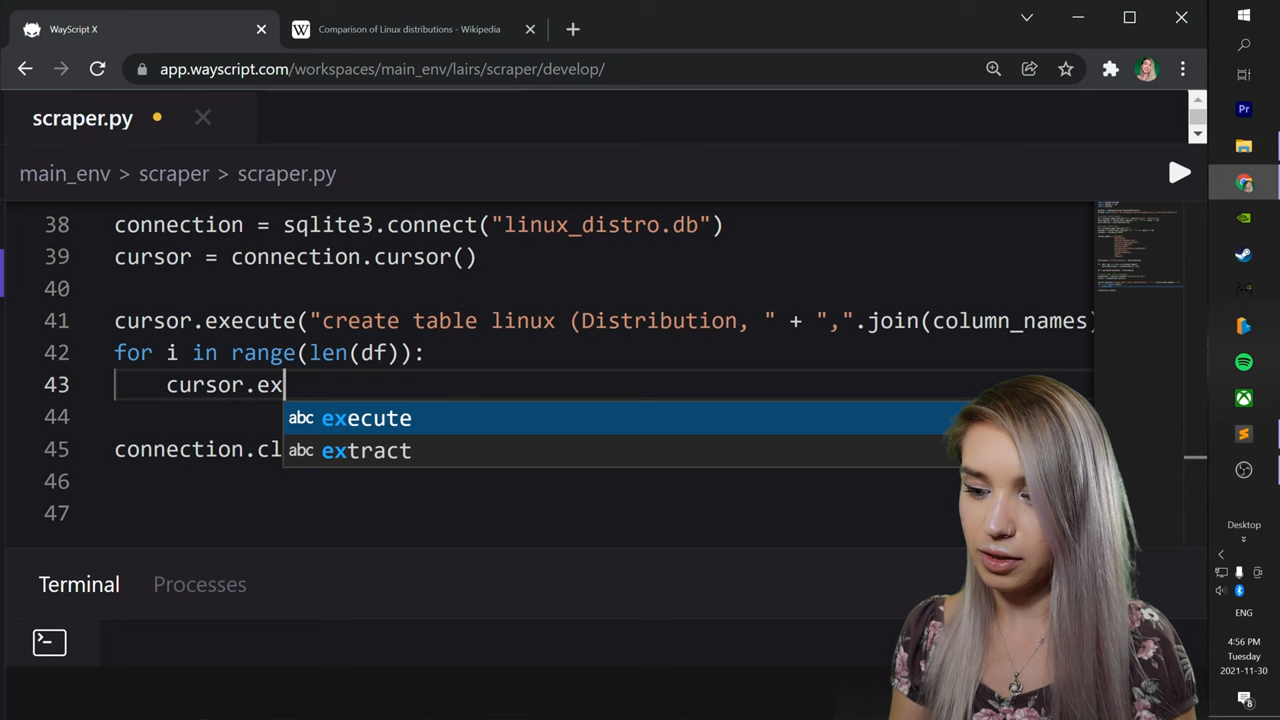 WayScript X
Comparison of Linux distributions - Wikipedia
app.wayscript.com/workspaces/main_env/lairs/scraper/develop/
scraper.py
main_env > scraper > scraper.py
38 connection = sqlite3.connect("linux_distro.db")
39 cursor = connection.cursor()
40
41 cursor.execute("create table linux (Distribution, " + ",".join(column_names)
42 for i in range(len(df)):
43 cursor.ex
abc execute
44
abc extract
45 connection.cl
46
47
Terminal Processes
Pr
Desktop
ENG
4:56 PM
Tuesday
2021-11-30
8